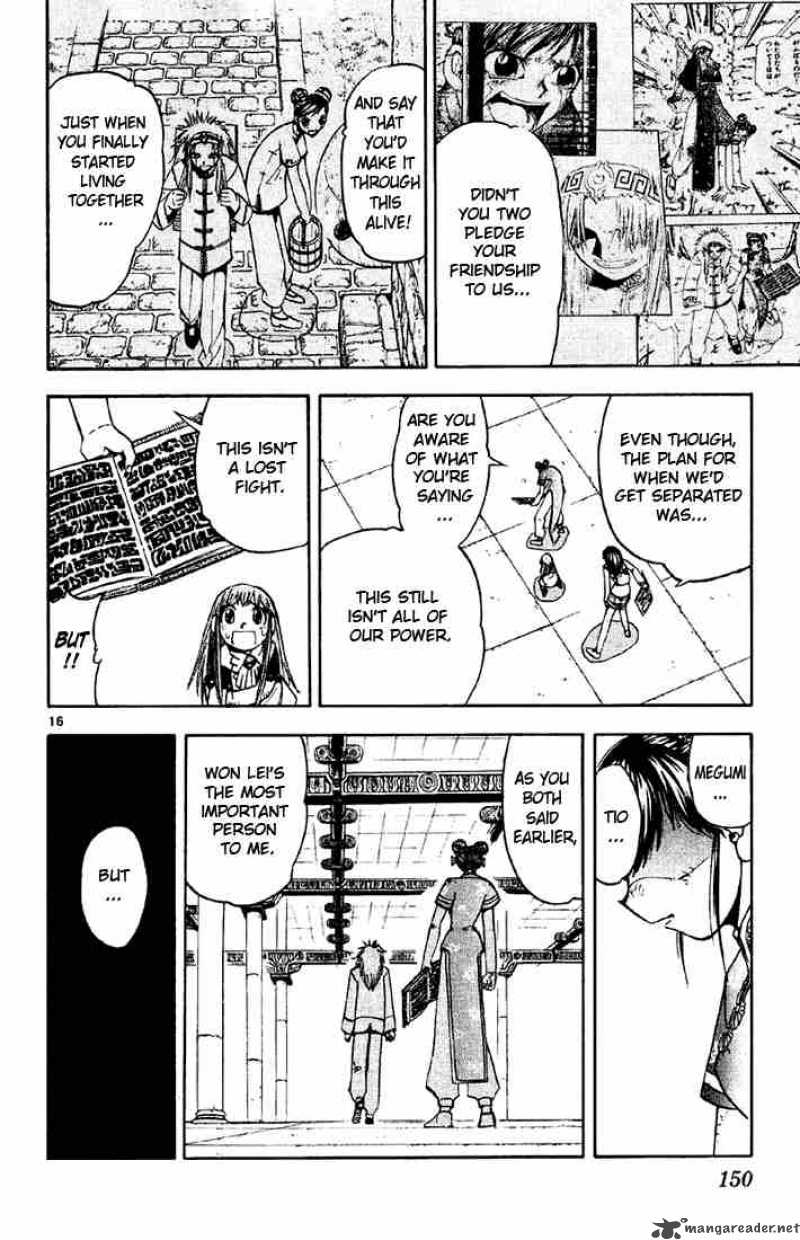 DIDN'T
YOU TWO
PLEDGE
YOUR
FRIENDSHIP
TO US...
AND SAY
THAT
YOU'D
MAKE IT
THROUGH
THIS
ALIVE!
JUST WHEN
YOU FINALLY
STARTED
LIVING
TOGETHER
...
EVEN THOUGH,
THE PLAN FOR
WHEN WE'D
GET SEPARATED
WAS...
ARE YOU
AWARE
OF WHAT
YOU'RE
SAYING
...
THIS STILL
ISN'T ALL OF
OUR POWER.
THIS ISN'T
A LOST
FIGHT.
BUT
!!
16
MEGUMI
...
TIO
...
AS YOU
BOTH
SAID
EARLIER,
WON LEI'S
THE MOST
IMPORTANT
PERSON
TO ME.
BUT
...
150
mangareader.net